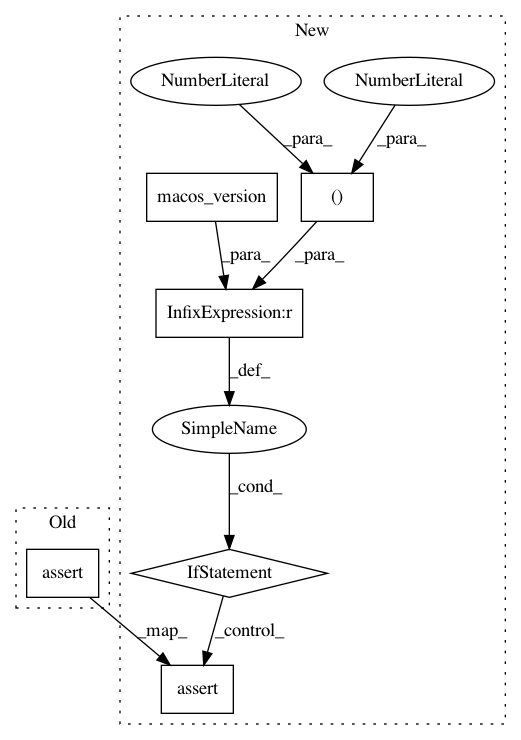 New
NumberLiteral
NumberLiteral
_para_
_para_
macos_version
()
_para_
_para_
InfixExpression:r
_def_
SimpleName
_cond_
Old
assert
IfStatement
_map_
_control_
assert